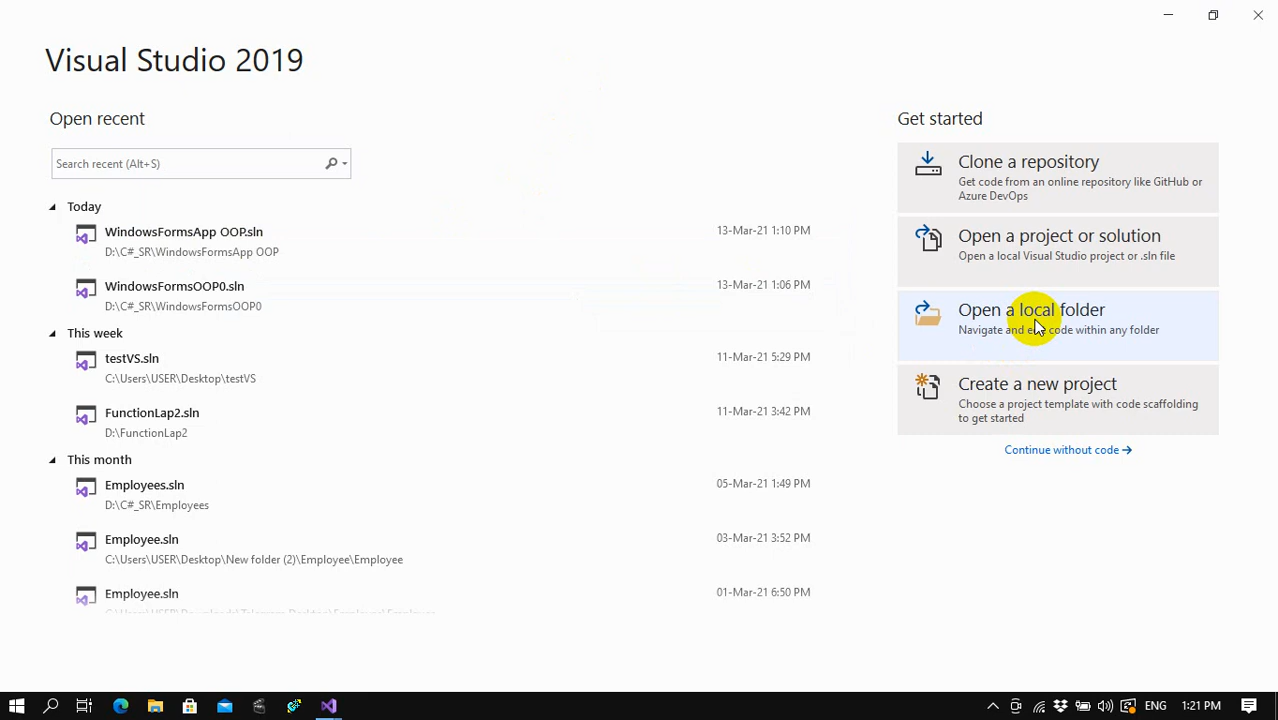 Visual Studio 2019
Open recent
Search recent (Alt+S)
Today
WindowsFormsApp OOP.sln
13-Mar-21 1:10 PM
D:\C#_SR\WindowsFormsApp OOP
WindowsFormsOOP0.sln
13-Mar-21 1:06 PM
D:\C#_SR\WindowsFormsOOP0
This week
testVS.sln
11-Mar-21 5:29 PM
C:\Users\USER\Desktop\testVS
FunctionLap2.sln
11-Mar-21 3:42 PM
D:\FunctionLap2
This month
Employees.sln
05-Mar-21 1:49 PM
D:\C#_SR\Employees
Employee.sln
03-Mar-21 3:52 PM
C:\Users\USER\Desktop\New folder (2)\Employee\Employee
Employee.sln
01-Mar-21 6:50 PM
Get started
Clone a repository
Get code from an online repository like GitHub or
Azure DevOps
Open a project or solution
Open a local Visual Studio project or .sln file
Open a local folder
Navigate and code within any folder
Create a new project
Choose a project template with code scaffolding
to get started
Continue without code
ENG
1:21 PM